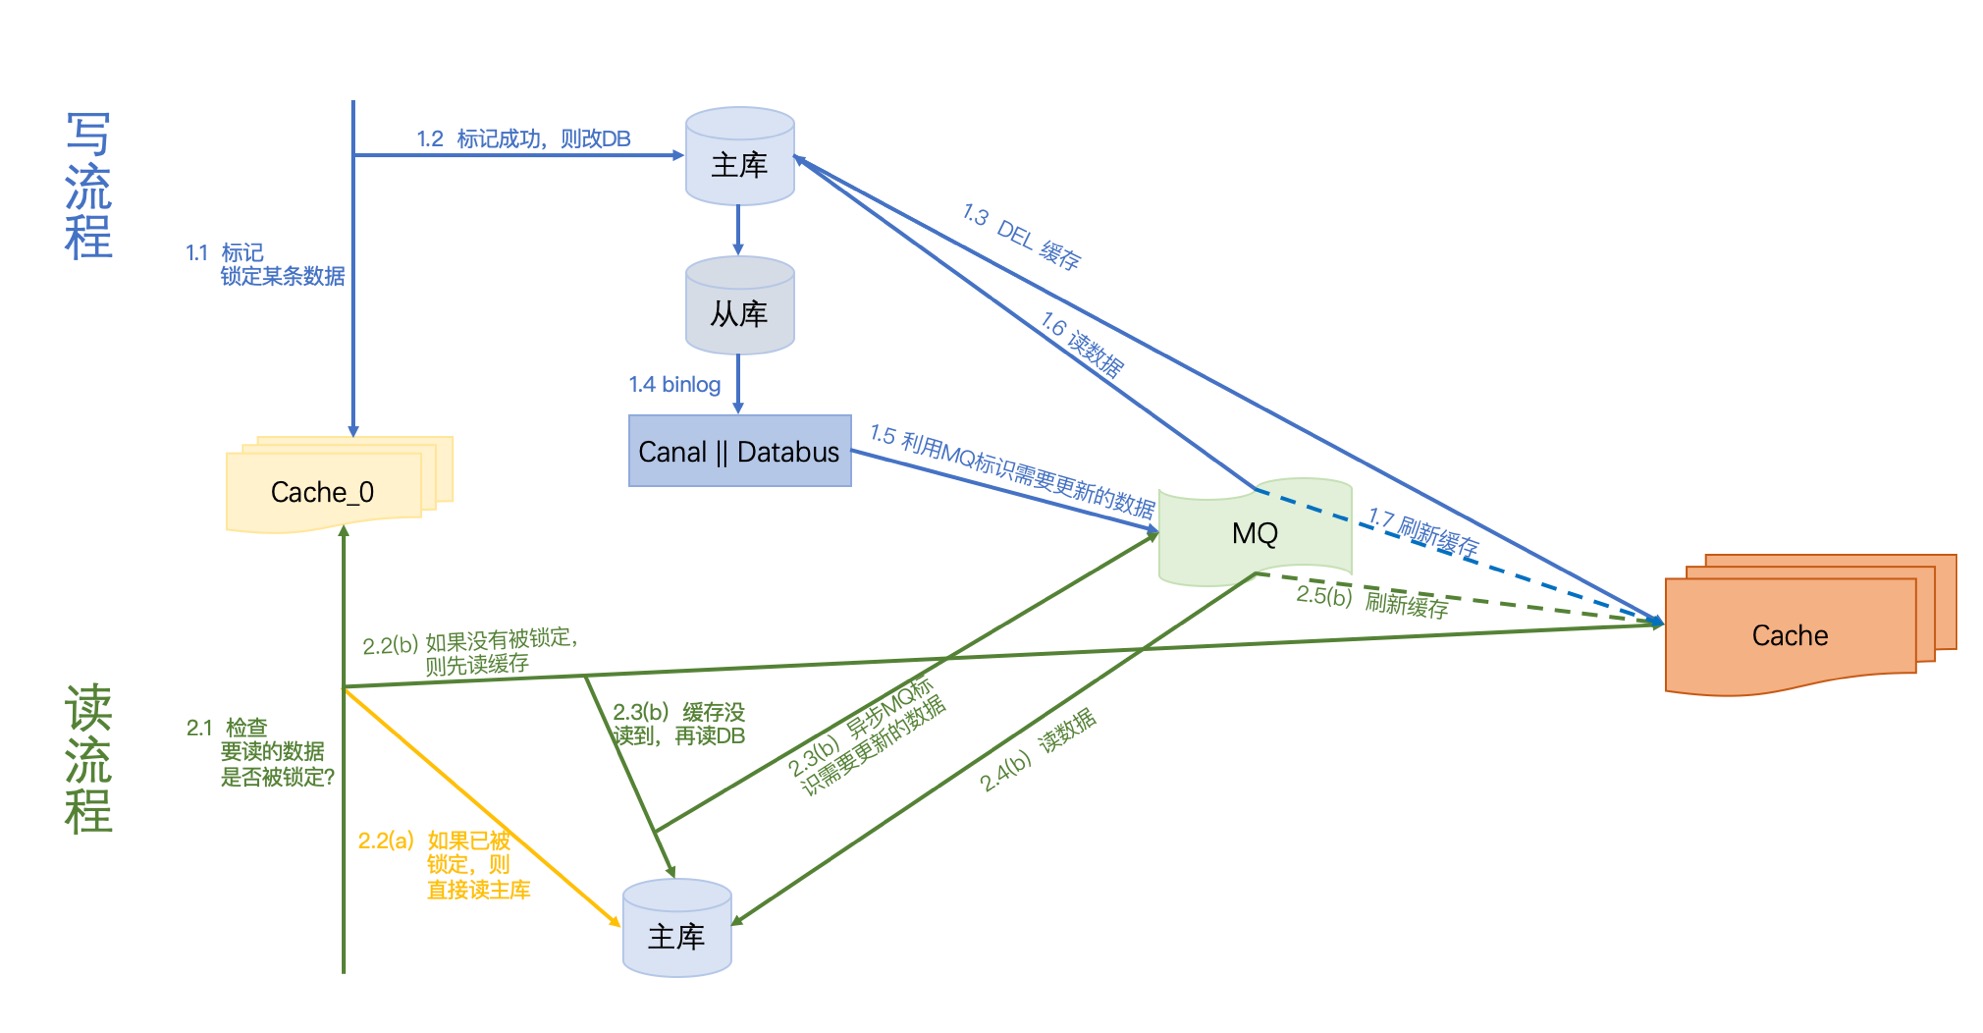 写流程
1.2 标记成功，则改DB
主库
1.1 标记
锁定某条数据
1.3 DEL 缓存
从库
1.6 读数据
1.4 binlog
Canal || Databus
1.5 利用MQ标识需要更新的数据
Cache_0
MQ
1.7 刷新缓存
2.5(b) 刷新缓存
Cache
2.2(b) 如果没有被锁定，
则先读缓存
读流程
2.1 检查
要读的数据
是否被锁定?
2.3(b) 缓存没
读到，再读DB
2.3(b) 异步MQ标
识需要更新的数据
2.4(b) 读数据
2.2(a) 如果已被
锁定，则
直接读主库
主库